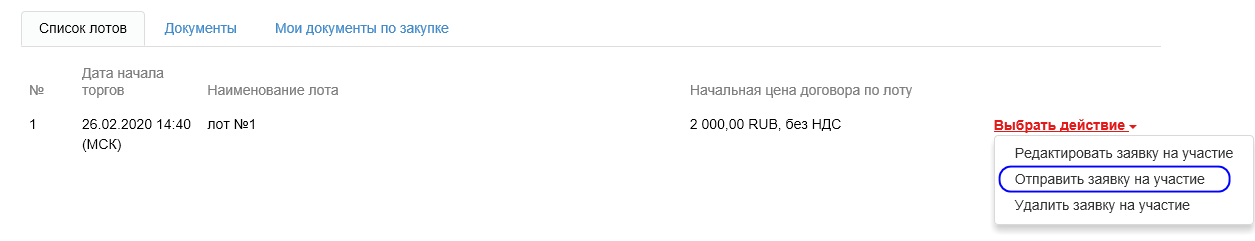 Список лотов Документы Мои документы по закупке
№ Дата начала торгов Наименование лота Начальная цена договора по лоту
1 26.02.2020 14:40 (МСК) лот №1 2 000,00 RUB, без НДС Выбрать действие
Редактировать заявку на участие
Отправить заявку на участие
Удалить заявку на участие